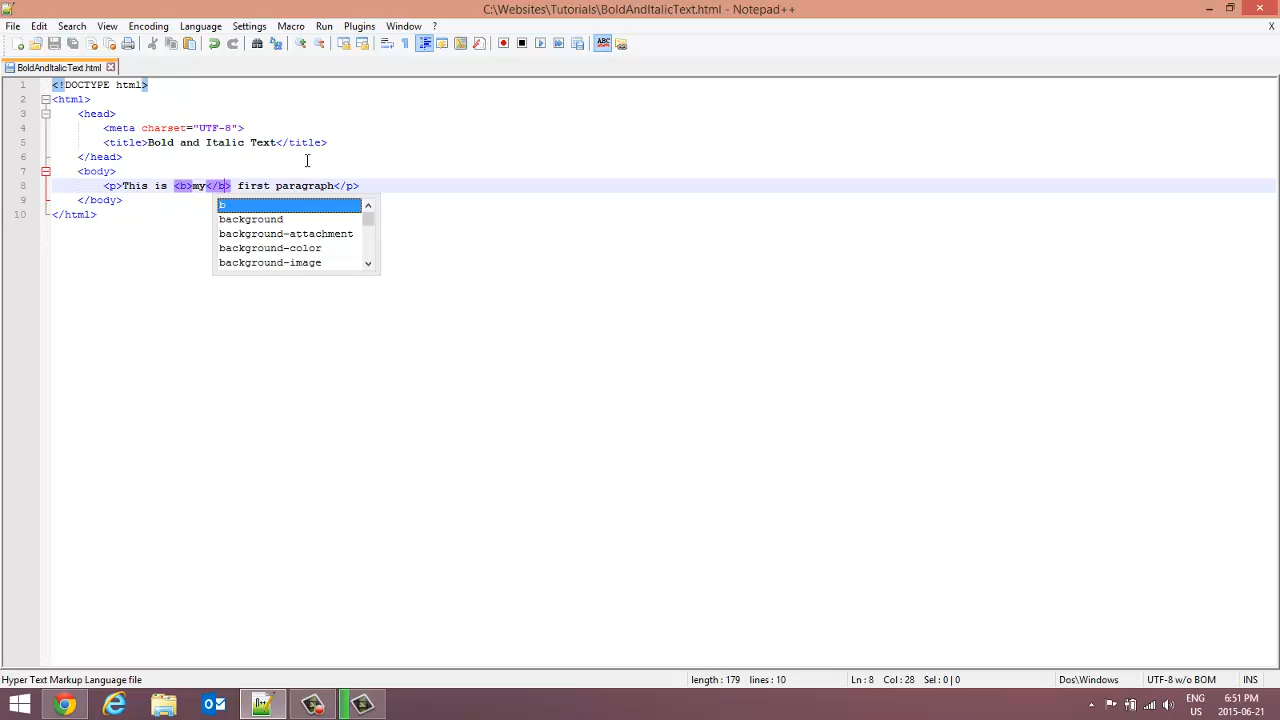 C:\Websites\Tutorials\BoldAndItalicText.html - Notepad++
File Edit Search View Encoding Language Settings Macro Run Plugins Window ? X
BoldAndItalicText.html
1 <!DOCTYPE html>
2 <html>
3 <head>
4 <meta charset="UTF-8">
5 <title>Bold and Italic Text</title>
6 </head>
7 <body>
8 <p>This is <b>my</b> first paragraph</p>
9 </body>
10 </html>
b
background
background-attachment
background-color
background-image
Hyper Text Markup Language file length : 179 lines : 10 Ln : 8 Col : 28 Sel : 0 | 0 Dos\Windows UTF-8 w/o BOM INS
ENG 6:51 PM
US 2015-06-21